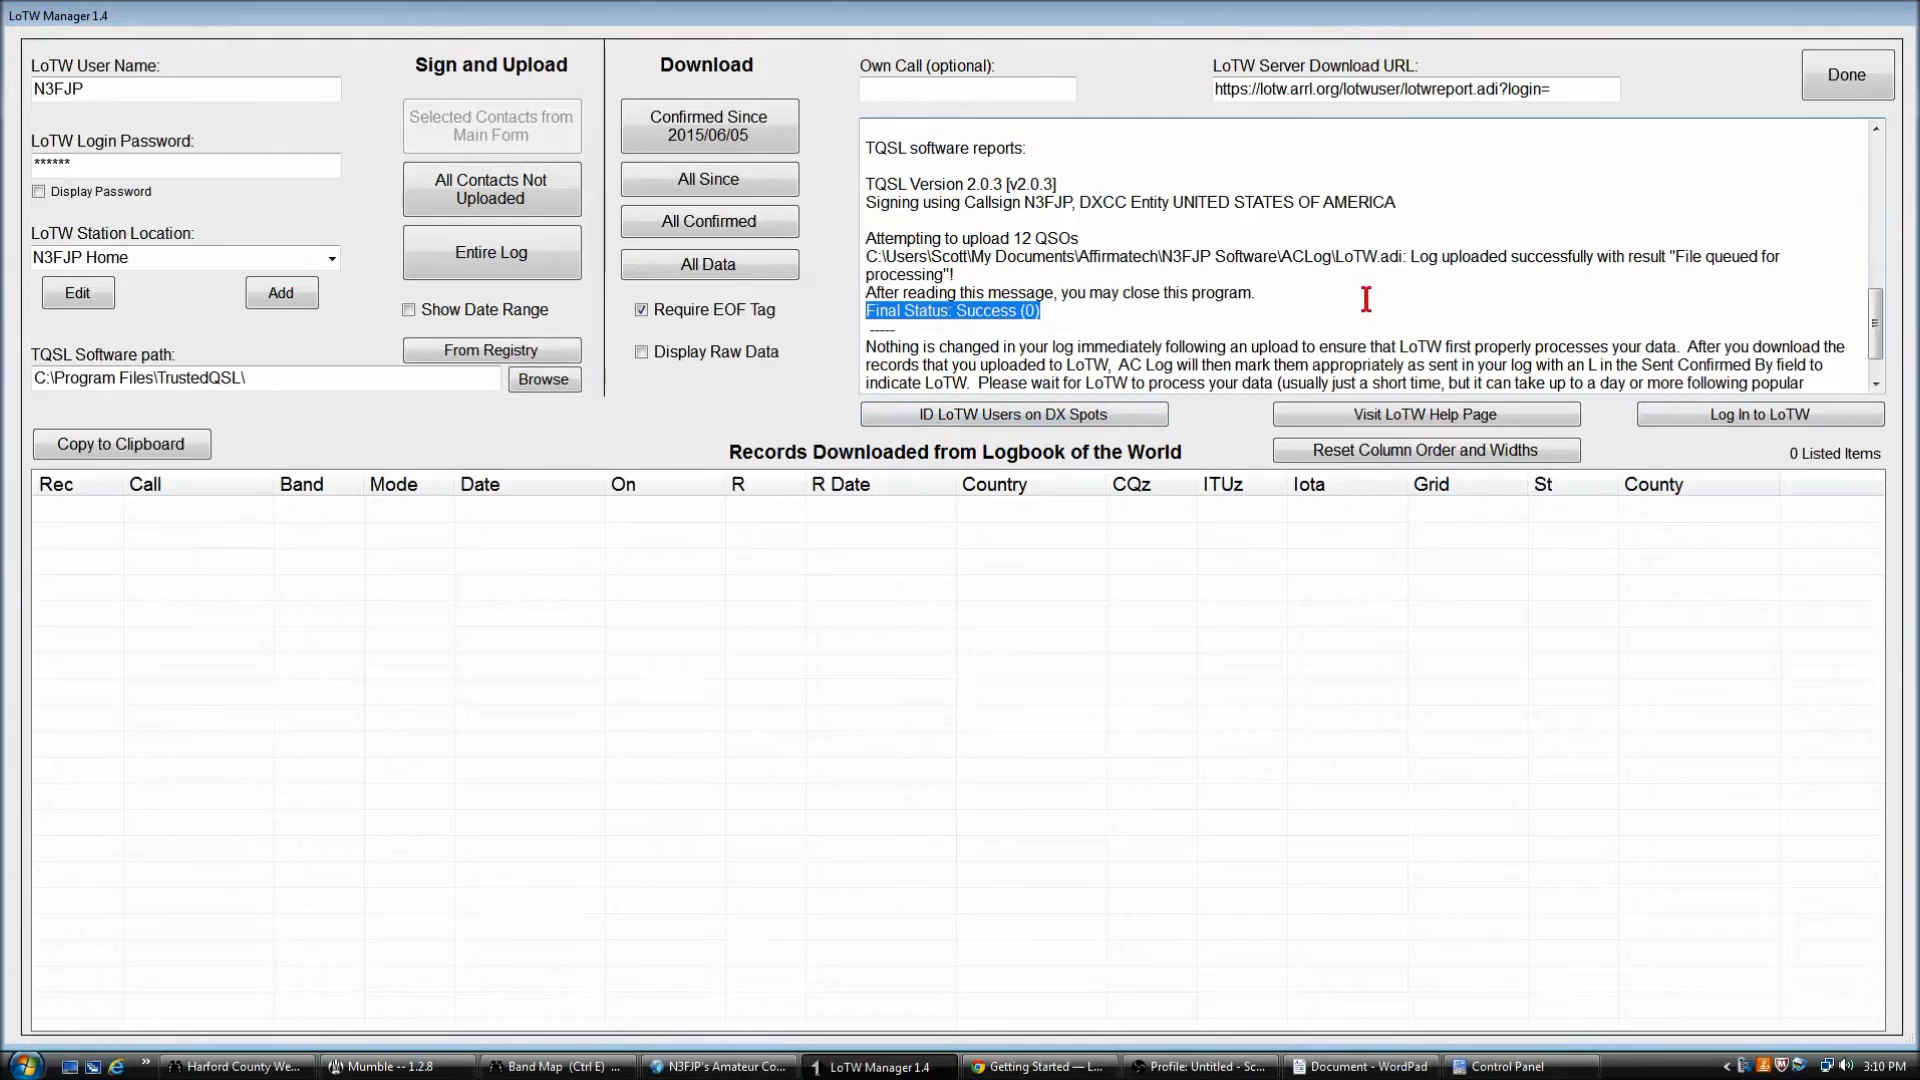 LoTW Manager 1.4
LoTW User Name:
N3FJP
LoTW Login Password:
******
Display Password
LoTW Station Location:
N3FJP Home
Edit
Add
TQSL Software path:
C:\Program Files\TrustedQSL\
Browse
Sign and Upload
Selected Contacts from
Main Form
All Contacts Not
Uploaded
Entire Log
Show Date Range
From Registry
Download
Confirmed Since
2015/06/05
All Since
All Confirmed
All Data
Require EOF Tag
Display Raw Data
Own Call (optional):
LoTW Server Download URL:
https://lotw.arrl.org/lotwuser/lotwreport.adi?login=
Done
TQSL software reports:
TQSL Version 2.0.3 [v2.0.3]
Signing using Callsign N3FJP, DXCC Entity UNITED STATES OF AMERICA
Attempting to upload 12 QSOs
C:\Users\Scott\My Documents\Affirmatech\N3FJP Software\ACLog\LoTW.adi: Log uploaded successfully with result "File queued for
processing"!
After reading this message, you may close this program.
Final Status: Success (0)
-----
Nothing is changed in your log immediately following an upload to ensure that LoTW first properly processes your data.  After you download the
records that you uploaded to LoTW,  AC Log will then mark them appropriately as sent in your log with an L in the Sent Confirmed By field to
indicate LoTW.  Please wait for LoTW to process your data (usually just a short time, but it can take up to a day or more following popular
ID LoTW Users on DX Spots
Visit LoTW Help Page
Log In to LoTW
Copy to Clipboard
Records Downloaded from Logbook of the World
Reset Column Order and Widths
0 Listed Items
Rec Call Band Mode Date On R R Date Country CQz ITUz Iota Grid St County
Harford County We... Mumble -- 1.2.8 Band Map  (Ctrl E) ... N3FJP's Amateur Co... LoTW Manager 1.4 Getting Started — L... Profile: Untitled - Sc... Document - WordPad Control Panel 3:10 PM